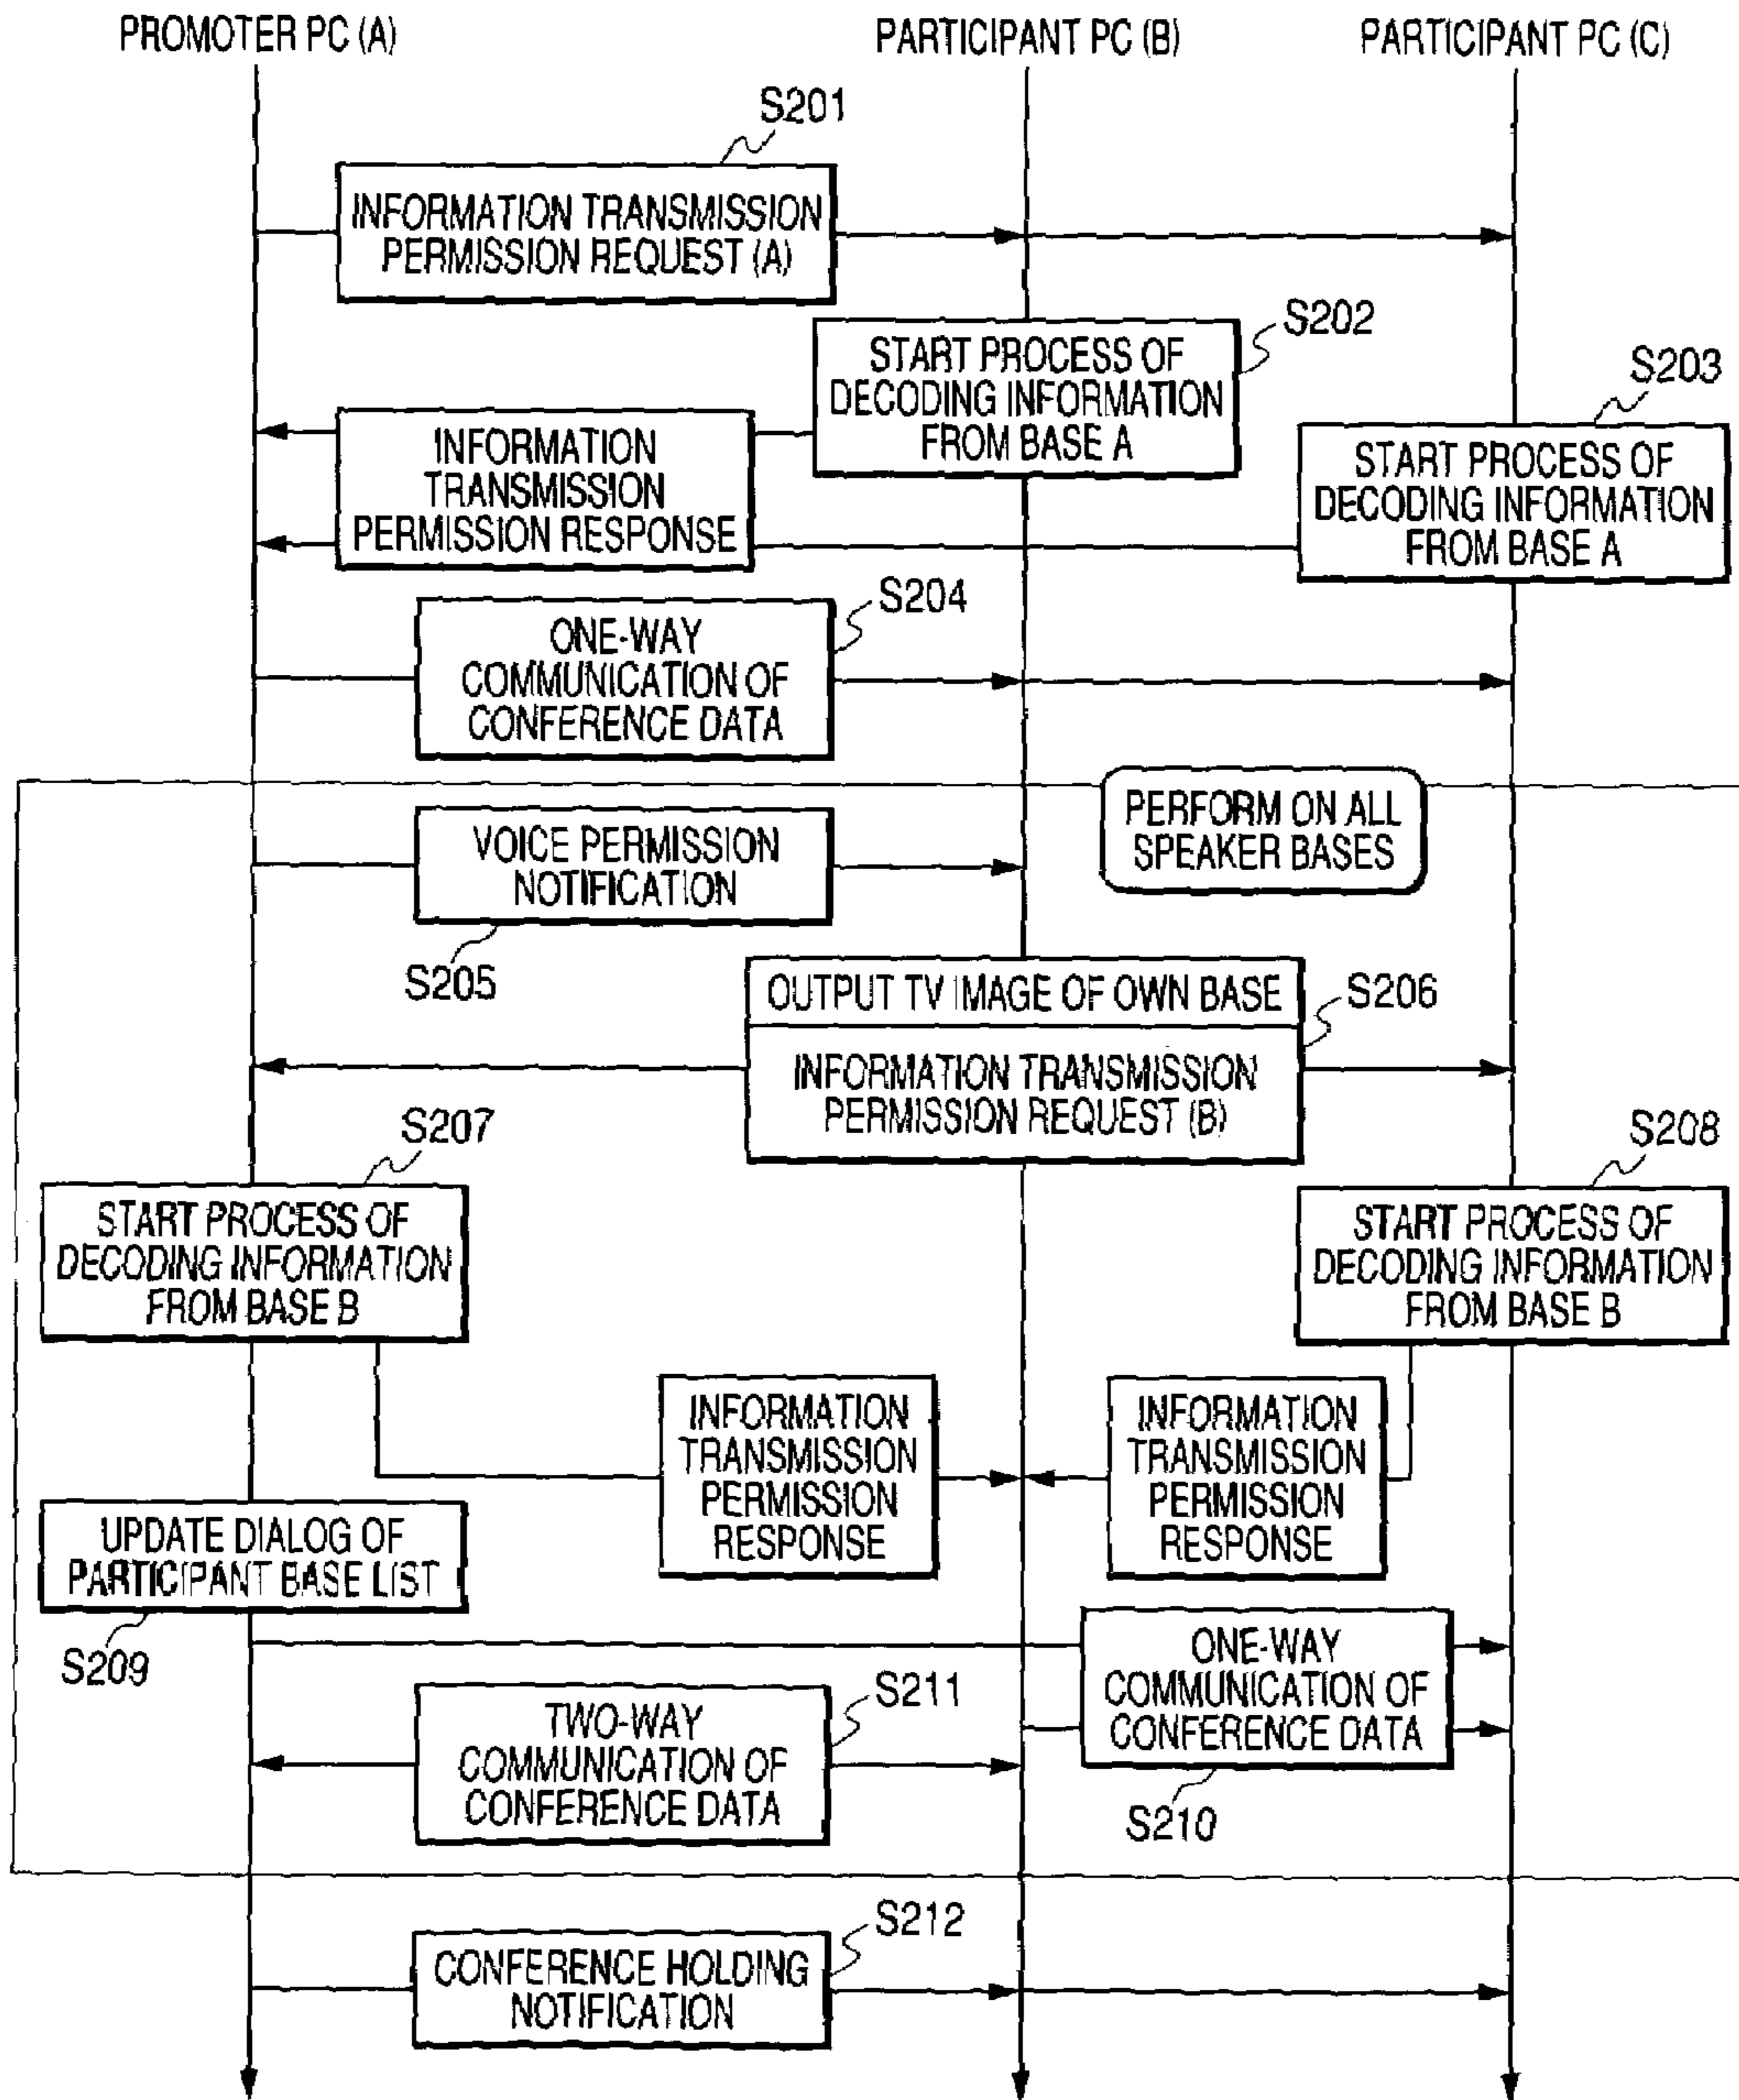 PROMOTER PC (A)
PARTICIPANT PC (B)
PARTICIPANT PC (C)
S201
INFORMATION TRANSMISSION
PERMISSION REQUEST (A)
S202
START PROCESS OF
DECODING INFORMATION
FROM BASE A
S203
START PROCESS OF
DECODING INFORMATION
FROM BASE A
INFORMATION
TRANSMISSION
PERMISSION RESPONSE
S204
ONE-WAY
COMMUNICATION OF
CONFERENCE DATA
PERFORM ON ALL
SPEAKER BASES
VOICE PERMISSION
NOTIFICATION
S205
OUTPUT TV IMAGE OF OWN BASE
S206
INFORMATION TRANSMISSION
PERMISSION REQUEST (B)
S207
START PROCESS OF
DECODING INFORMATION
FROM BASE B
S208
START PROCESS OF
DECODING INFORMATION
FROM BASE B
INFORMATION
TRANSMISSION
PERMISSION
RESPONSE
INFORMATION
TRANSMISSION
PERMISSION
RESPONSE
UPDATE DIALOG OF
PARTICIPANT BASE LIST
S209
ONE-WAY
COMMUNICATION OF
CONFERENCE DATA
S210
S211
TWO-WAY
COMMUNICATION OF
CONFERENCE DATA
S212
CONFERENCE HOLDING
NOTIFICATION